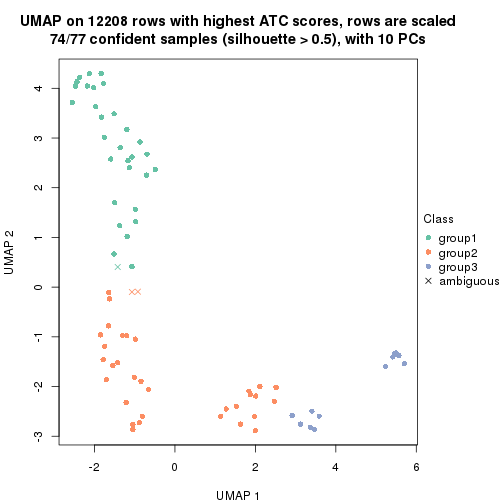 UMAP on 12208 rows with highest ATC scores, rows are scaled
74/77 confident samples (silhouette > 0.5), with 10 PCs
UMAP 2
4
3
2
1
0
-1
-2
-3
-2
0
2
4
6
UMAP 1
Class
group1
group2
group3
ambiguous